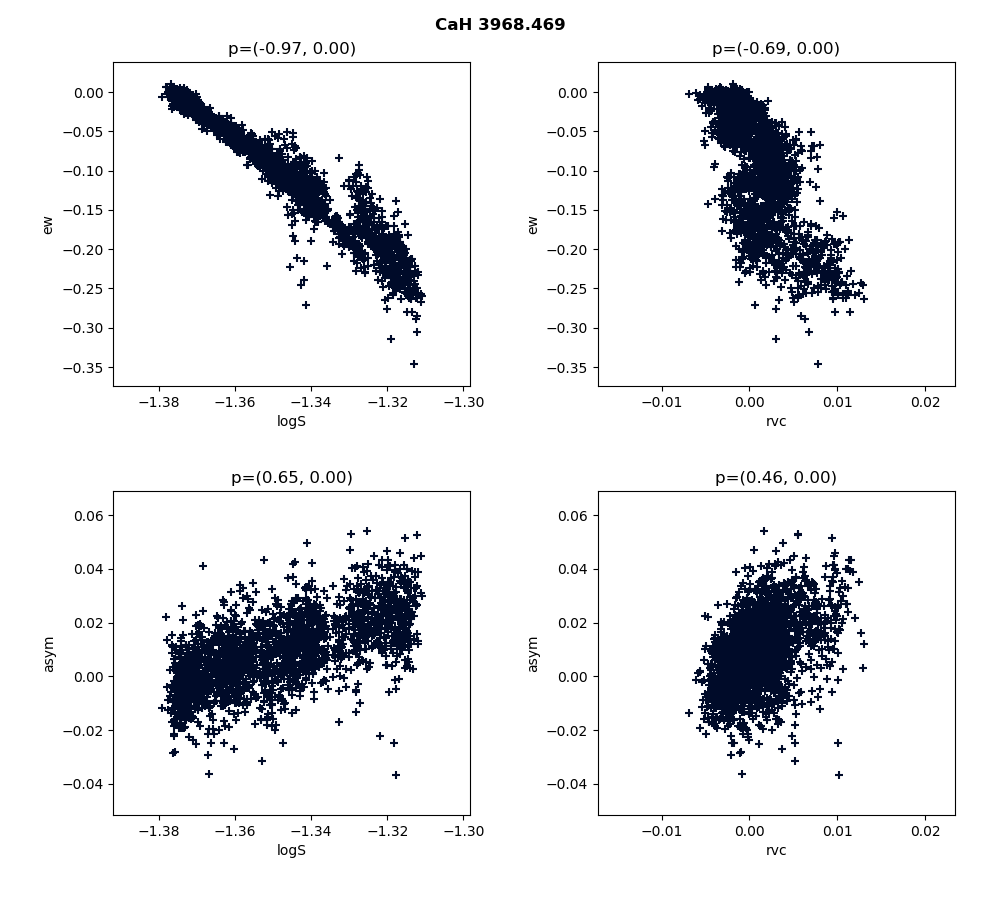 CaH 3968.469
p=(-0.97, 0.00)
p=(-0.69, 0.00)
0.00
−0.05
−0.10
−0.15
−0.20
−0.25
−0.30
−0.35
ew
−1.38 −1.36 −1.34 −1.32 −1.30
logS
0.00
−0.05
−0.10
−0.15
−0.20
−0.25
−0.30
−0.35
ew
−0.01 0.00 0.01 0.02
rvc
p=(0.65, 0.00)
p=(0.46, 0.00)
0.06
0.04
0.02
0.00
−0.02
−0.04
asym
−1.38 −1.36 −1.34 −1.32 −1.30
logS
0.06
0.04
0.02
0.00
−0.02
−0.04
asym
−0.01 0.00 0.01 0.02
rvc